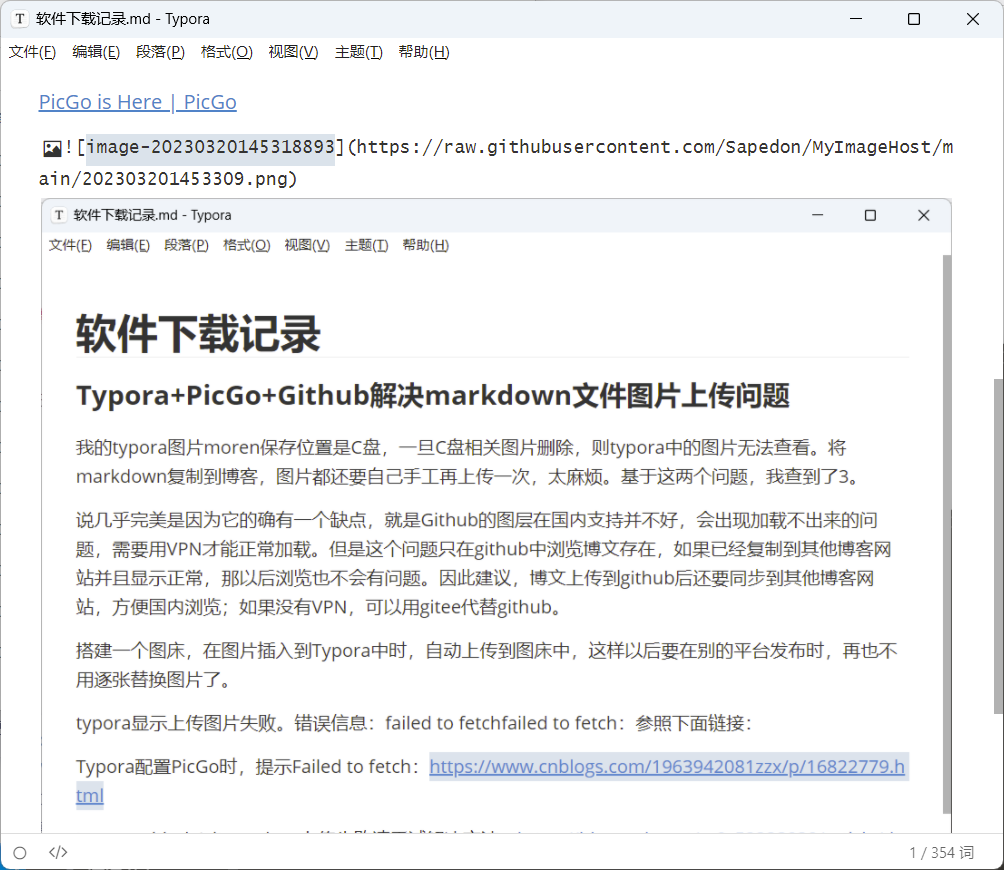 软件下载记录.md - Typora
文件(F) 编辑(E) 段落(P) 格式(O) 视图(V) 主题(T) 帮助(H)
PicGo is Here | PicGo
![image-20230320145318893](https://raw.githubusercontent.com/Sapedon/MyImageHost/m
ain/202303201453309.png)
软件下载记录.md - Typora
文件(F) 编辑(E) 段落(P) 格式(O) 视图(V) 主题(T) 帮助(H)
软件下载记录
Typora+PicGo+Github解决markdown文件图片上传问题
我的typora图片moren保存位置是C盘，一旦C盘相关图片删除，则typora中的图片无法查看。将
markdown复制到博客，图片都还要自己手工再上传一次，太麻烦。基于这两个问题，我查到了3。
说几乎完美是因为它的确有一个缺点，就是Github的图层在国内支持并不好，会出现加载不出来的问
题，需要用VPN才能正常加载。但是这个问题只在github中浏览博文存在，如果已经复制到其他博客网
站并且显示正常，那以后浏览也不会有问题。因此建议，博文上传到github后还要同步到其他博客网
站，方便国内浏览；如果没有VPN，可以用gitee代替github。
搭建一个图床，在图片插入到Typora中时，自动上传到图床中，这样以后要在别的平台发布时，再也不
用逐张替换图片了。
typora显示上传图片失败。错误信息：failed to fetchfailed to fetch：参照下面链接：
Typora配置PicGo时，提示Failed to fetch：https://www.cnblogs.com/1963942081zzx/p/16822779.h
tml
1 / 354 词